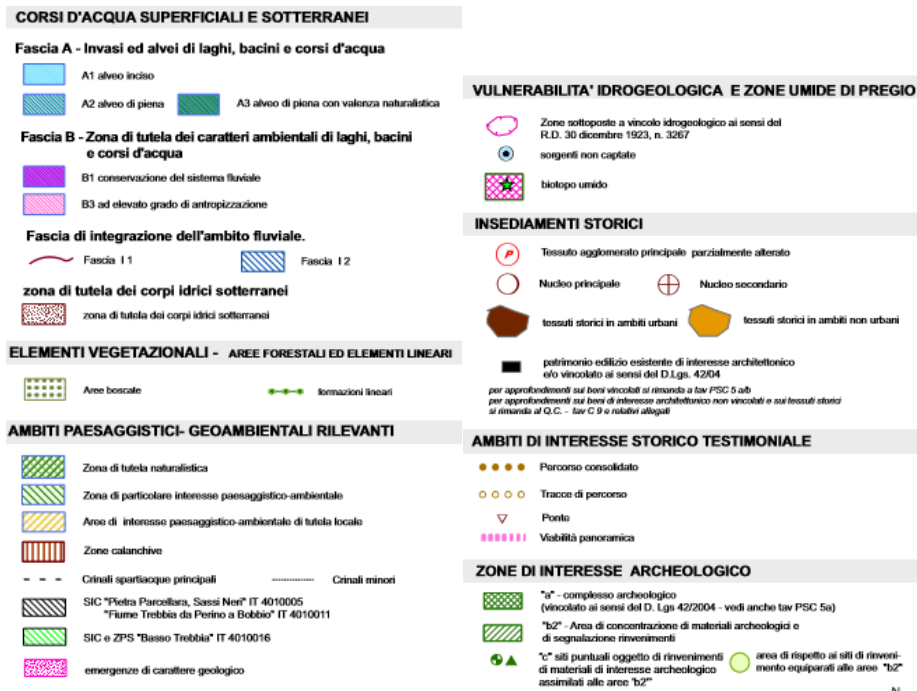 CORSI D'ACQUA SUPERFICIALI E SOTTERRANEI
Fascia A - Invasi ed alvei di laghi, bacini e corsi d'acqua
A1 alveo inciso
A2 alveo di piena
A3 alveo di piena con valenza naturalistica
Fascia B - Zona di tutela dei caratteri ambientali di laghi, bacini
e corsi d'acqua
B1 conservazione del sistema fluviale
B3 ad elevato grado di antropizzazione
Fascia di integrazione dell'ambito fluviale.
Fascia I 1
Fascia I 2
zona di tutela dei corpi idrici sotterranei
zona di tutela dei corpi idrici sotterranei
ELEMENTI VEGETAZIONALI - AREE FORESTALI ED ELEMENTI LINEARI
Aree boscate
formazioni lineari
AMBITI PAESAGGISTICI- GEOAMBIENTALI RILEVANTI
Zona di tutela naturalistica
Zona di particolare interesse paesaggistico-ambientale
Aree di interesse paesaggistico-ambientale di tutela locale
Zone calanchive
Crinali spartiacque principali
Crinali minori
SIC "Pietra Parcellara, Sassi Neri" IT 4010005
"Fiume Trebbia da Perino a Bobbio" IT 4010011
SIC e ZPS "Basso Trebbia" IT 4010016
emergenze di carattere geologico
VULNERABILITA' IDROGEOLOGICA E ZONE UMIDE DI PREGIO
Zone sottoposte a vincolo idrogeologico ai sensi del
R.D. 30 dicembre 1923, n. 3267
sorgenti non captate
biotopo umido
INSEDIAMENTI STORICI
P
Tessuto agglomerato principale parzialmente alterato
Nucleo principale
Nucleo secondario
tessuti storici in ambiti urbani
tessuti storici in ambiti non urbani
patrimonio edilizio esistente di interesse architettonico
e/o vincolato ai sensi del D.Lgs. 42/04
per approfondimenti sui beni vincolati si rimanda a tav PSC 5 a/b
per approfondimenti sui beni di interesse architettonico non vincolati e sui tessuti storici
si rimanda al Q.C. - tav C 9 e relativi allegati
AMBITI DI INTERESSE STORICO TESTIMONIALE
Percorso consolidato
Tracce di percorso
Ponte
Viabilità panoramica
ZONE DI INTERESSE ARCHEOLOGICO
"a" - complesso archeologico
(vincolato ai sensi del D. Lgs 42/2004 - vedi anche tav PSC 5a)
"b2" - Area di concentrazione di materiali archeologici e
di segnalazione rinvenimenti
"c" siti puntuali oggetto di rinvenimenti
di materiali di interesse archeologico
assimilati alle aree "b2"
area di rispetto ai siti di rinveni-
mento equiparati alle aree "b2"
N